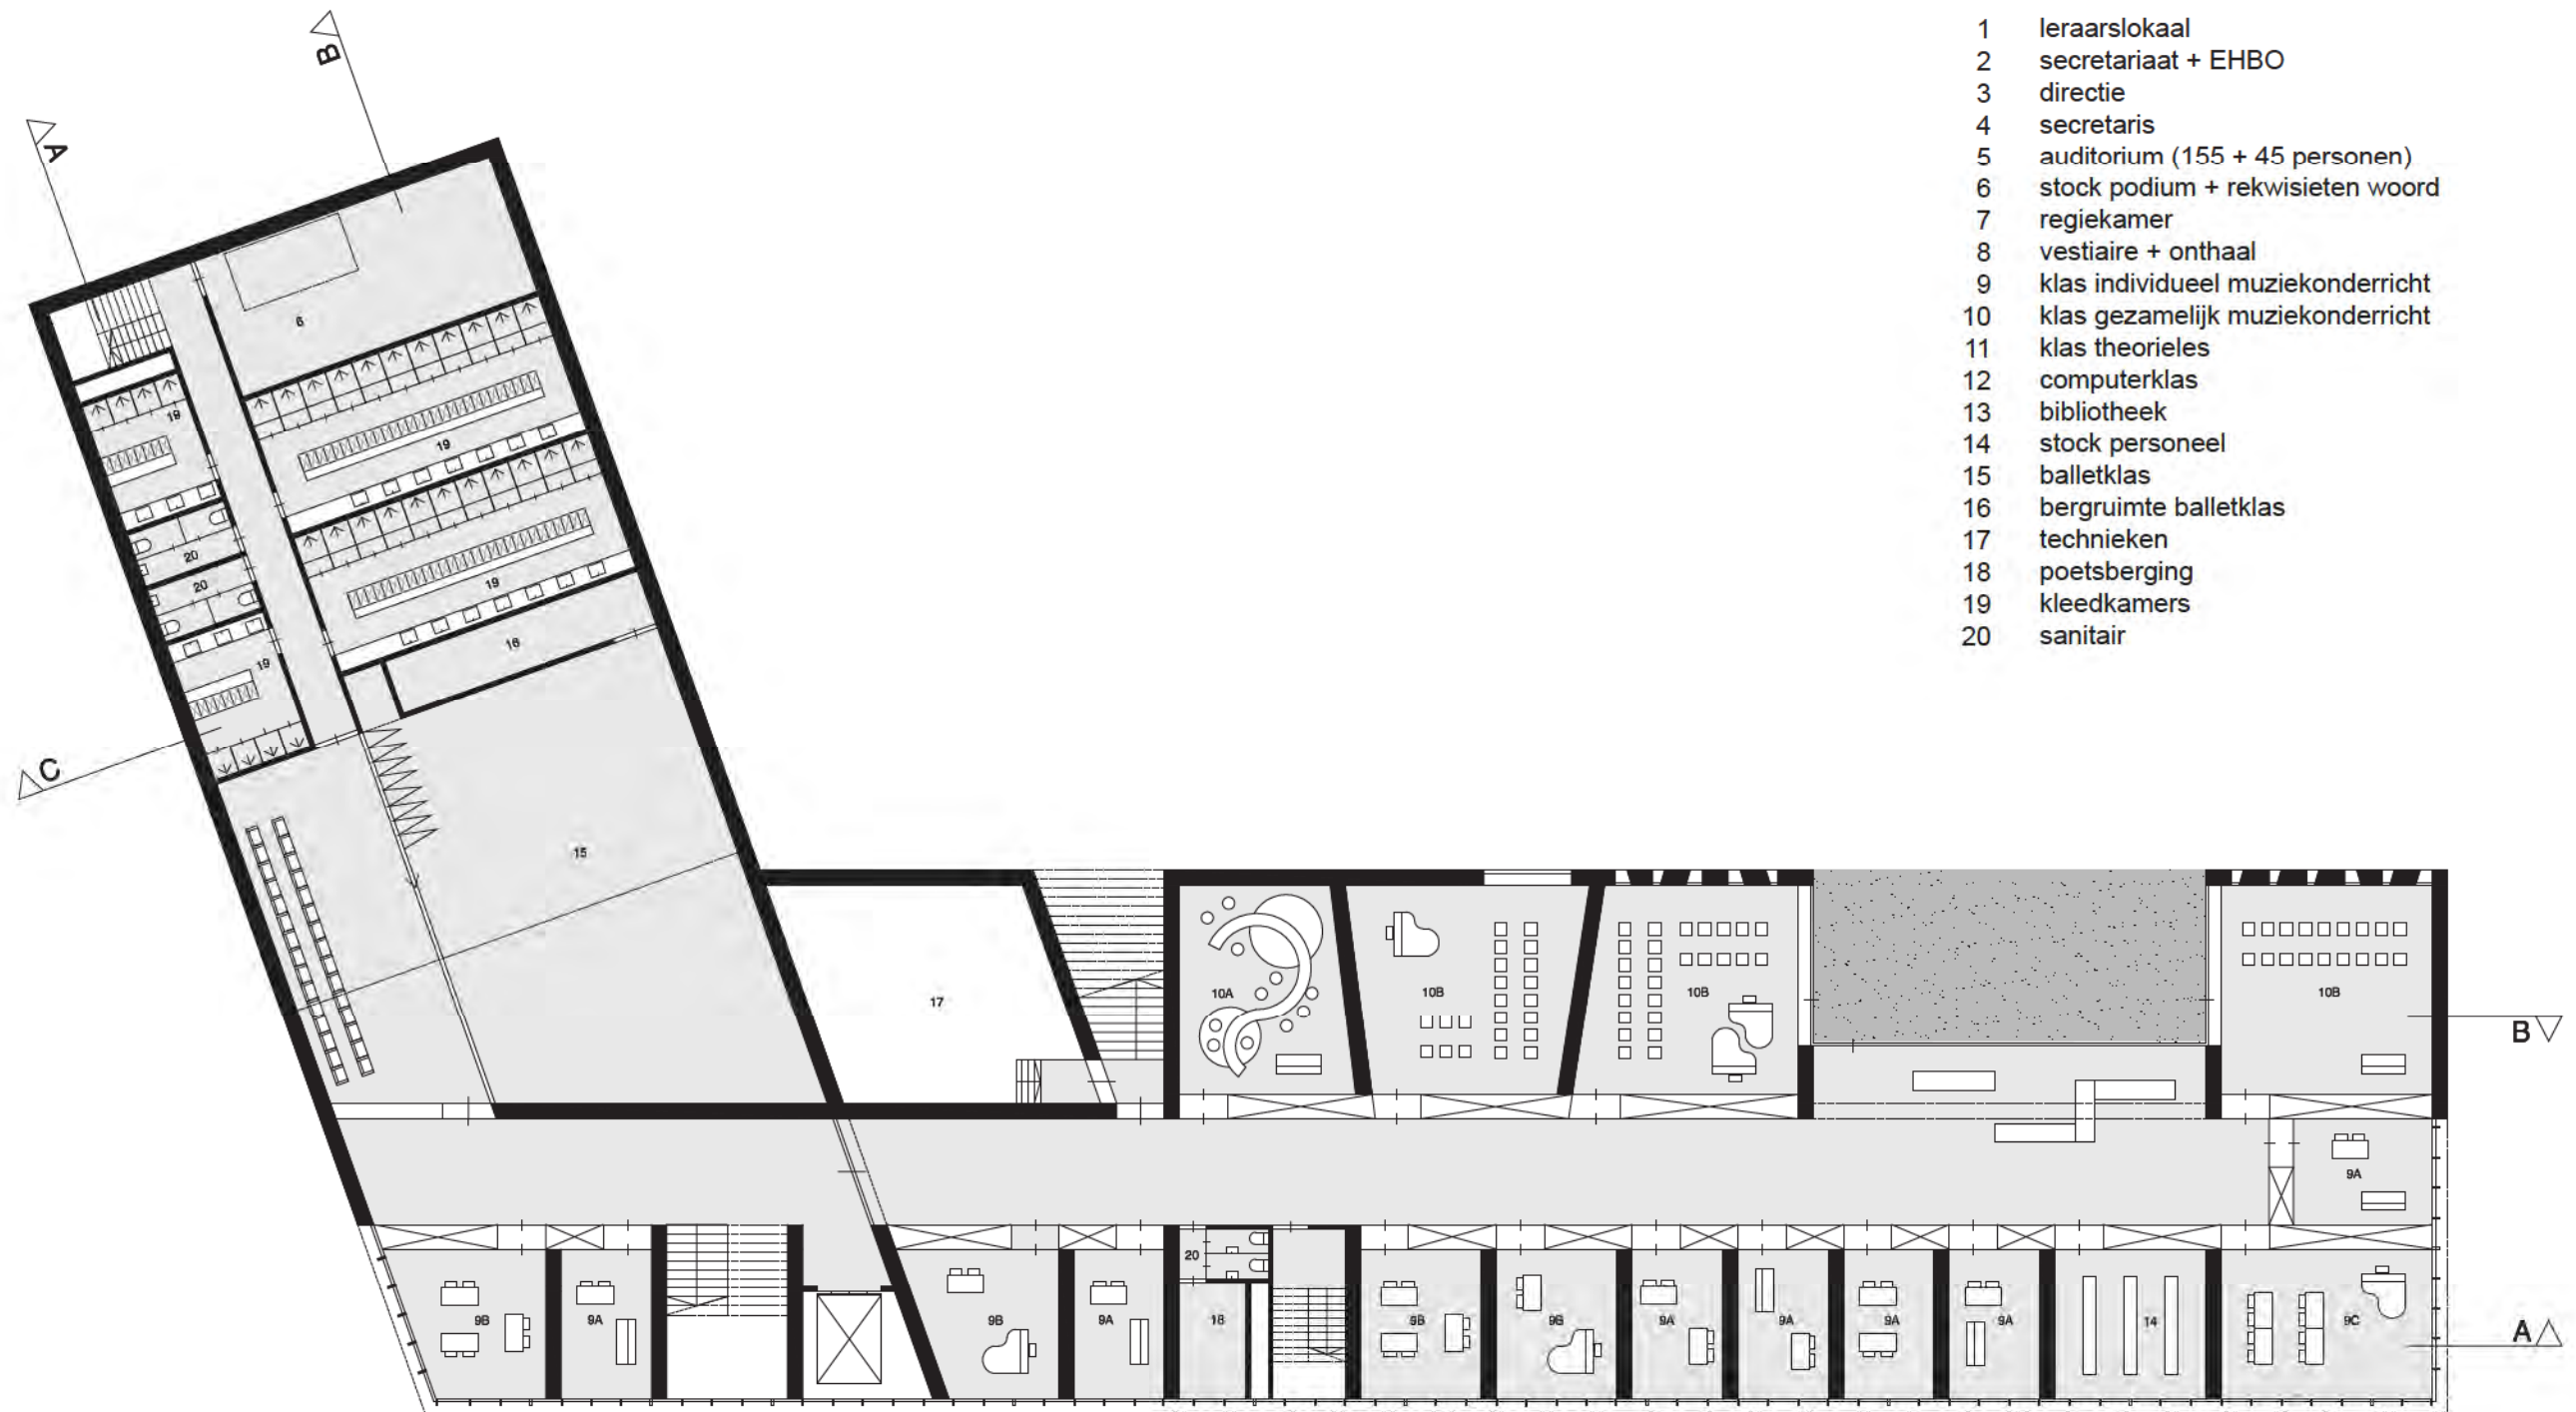 1 leraarslokaal
2 secretariaat + EHBO
3 directie
4 secretaris
5 auditorium (155 + 45 personen)
6 stock podium + rekwisieten woord
7 regiekamer
8 vestiaire + onthaal
9 klas individueel muziekonderricht
10 klas gezamelijk muziekonderricht
11 klas theorieles
12 computerklas
13 bibliotheek
14 stock personeel
15 balletklas
16 bergruimte balletklas
17 technieken
18 poetsberging
19 kleedkamers
20 sanitair
B
A
6
19
19
20
20
19
19
16
C
15
17
10A
10B
10B
10B
B
9A
20
9B
9A
9B
9A
18
9B
9B
9A
9A
9A
9A
14
9C
A